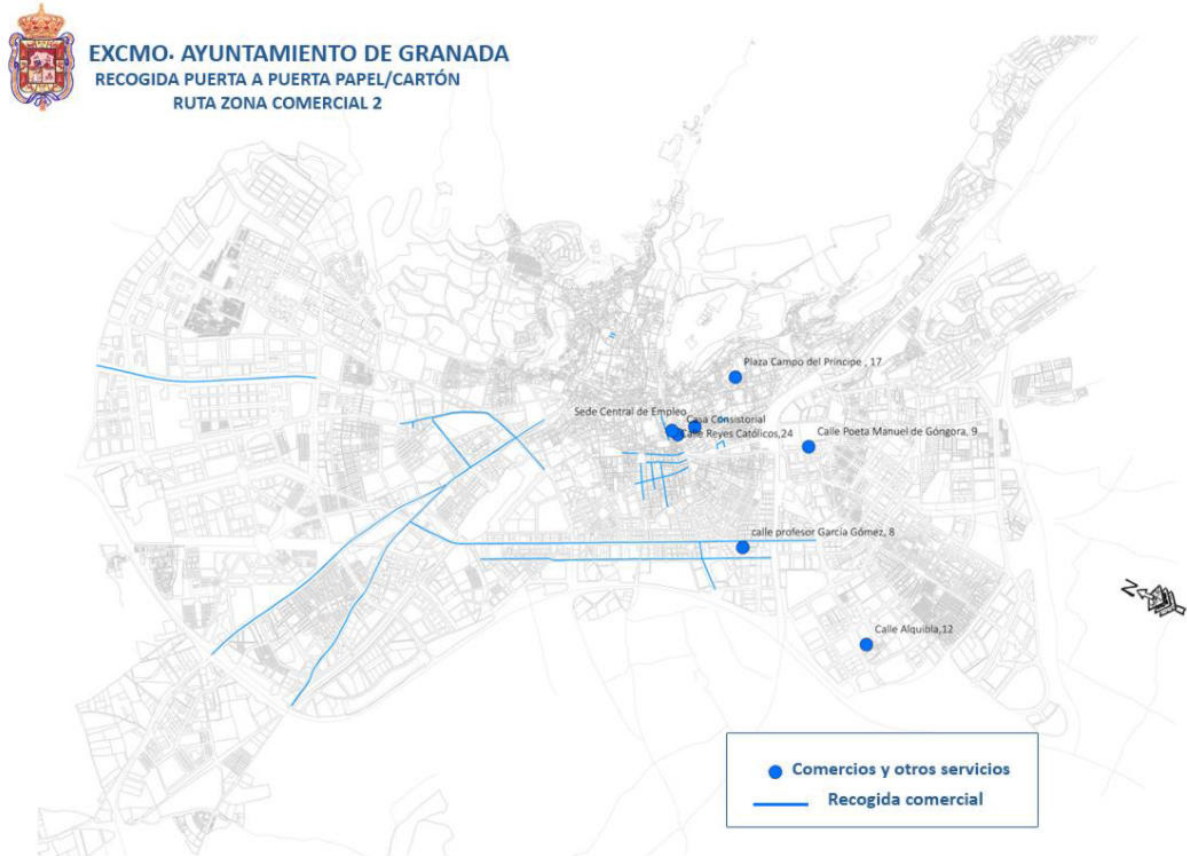 EXCMO. AYUNTAMIENTO DE GRANADA
RECOGIDA PUERTA A PUERTA PAPEL/CARTÓN
RUTA ZONA COMERCIAL 2
Plaza Campo del Príncipe , 17
Sede Central de Empleo
Casa Consistorial
Calle Reyes Católicos,24
Calle Poeta Manuel de Góngora, 9
calle profesor García Gómez, 8
N
Calle Alquibla,12
Comercios y otros servicios
Recogida comercial